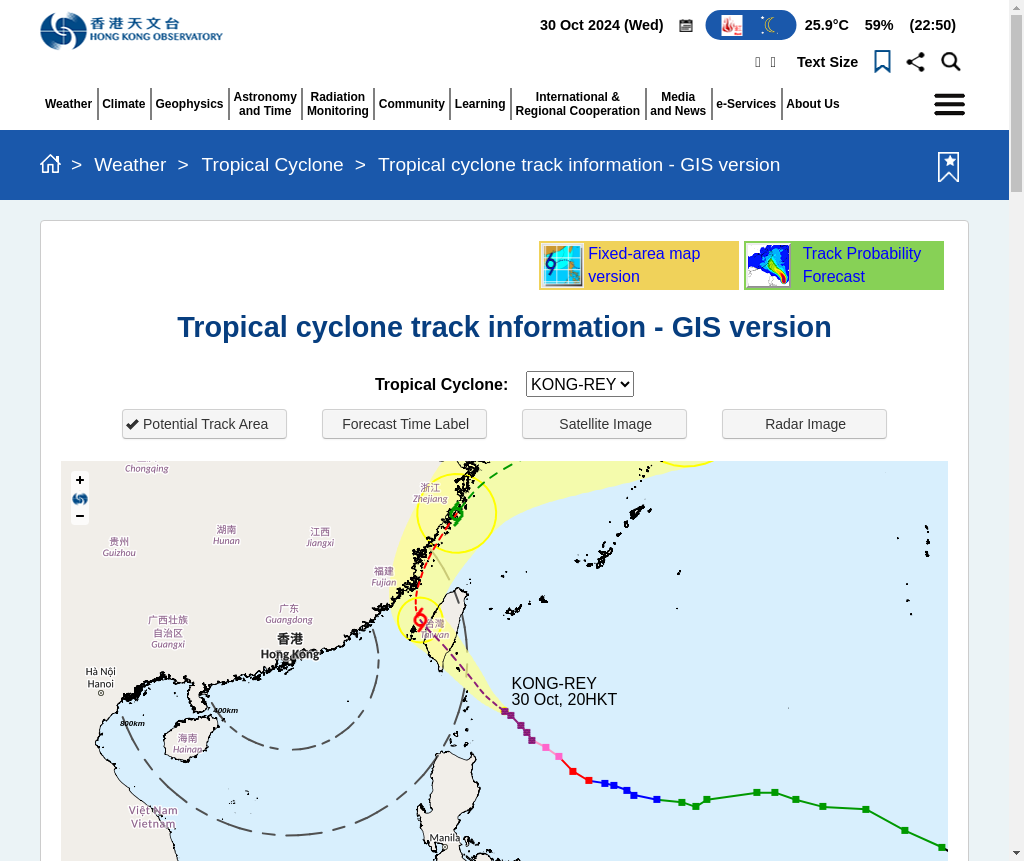 香港天文台
HONG KONG OBSERVATORY
30 Oct 2024 (Wed)
25.9°C 59% (22:50)
Text Size
Weather
Climate
Geophysics
Astronomy
and Time
Radiation
Monitoring
Community
Learning
International &
Regional Cooperation
Media
and News
e-Services
About Us
> Weather > Tropical Cyclone > Tropical cyclone track information - GIS version
Fixed-area map
version
Track Probability
Forecast
Tropical cyclone track information - GIS version
Tropical Cyclone: KONG-REY
Potential Track Area
Forecast Time Label
Satellite Image
Radar Image
+
−
Chongqing
浙江
Zhejiang
湖南
Hunan
江西
Jiangxi
贵州
Guizhou
福建
Fujian
广东
Guangdong
广西壮族
自治区
Guangxi
香港
Hong Kong
台灣
Taiwan
Hà Nội
Hanoi
400km
800km
海南
Hainan
KONG-REY
30 Oct, 20HKT
Việt Nam
Vietnam
Manila